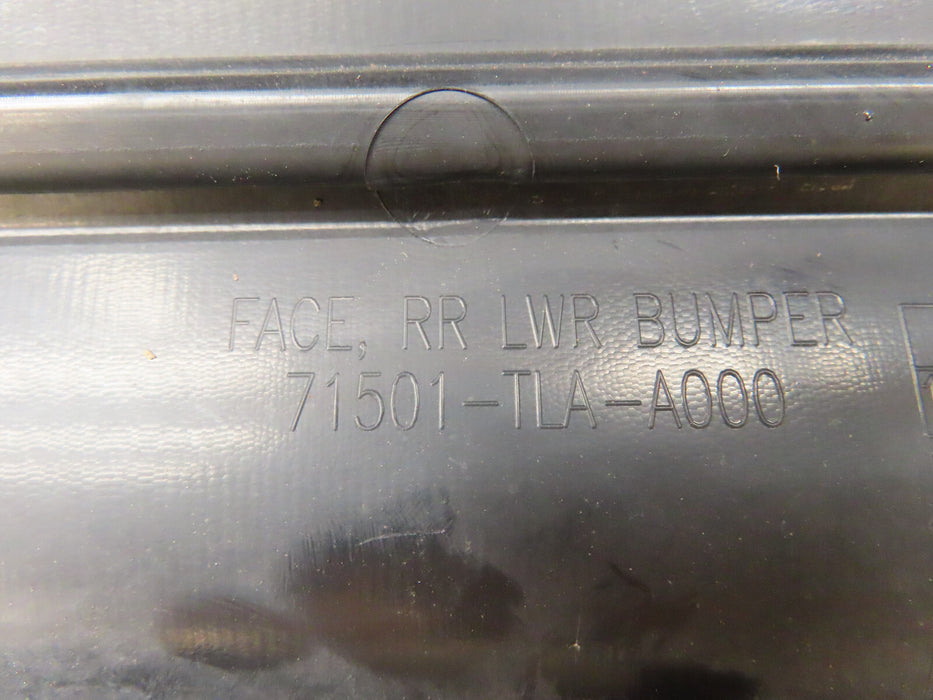 FACE, RR LWR BUMPER
71501-TLA-A000